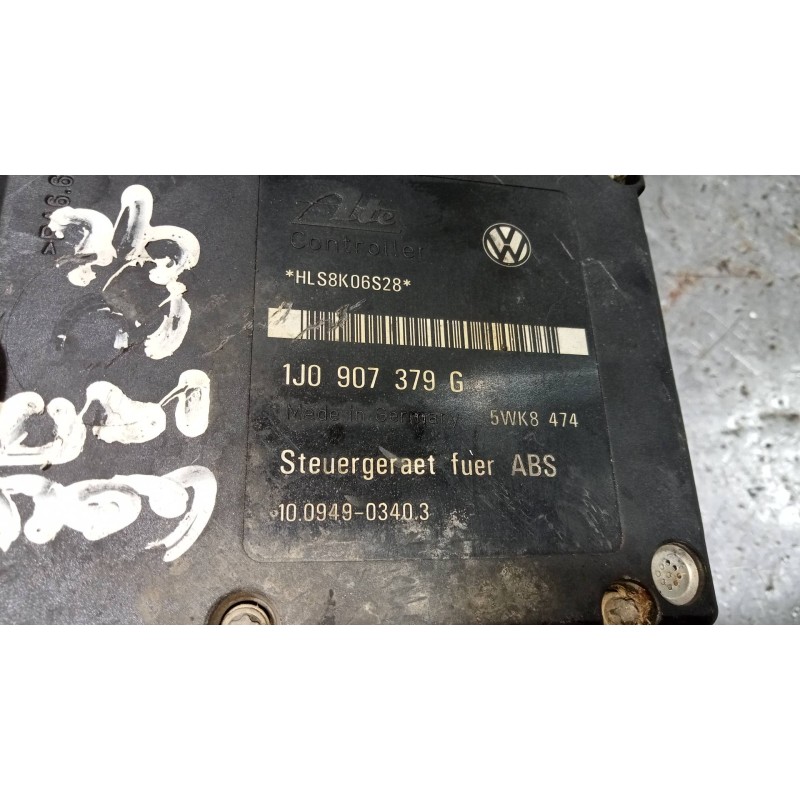 Ate
Controller
*HLS8K06S28*
1J0 907 379 G
Made in Germany 5WK8 474
Steuergeraet fuer ABS
10.0949-0340.3